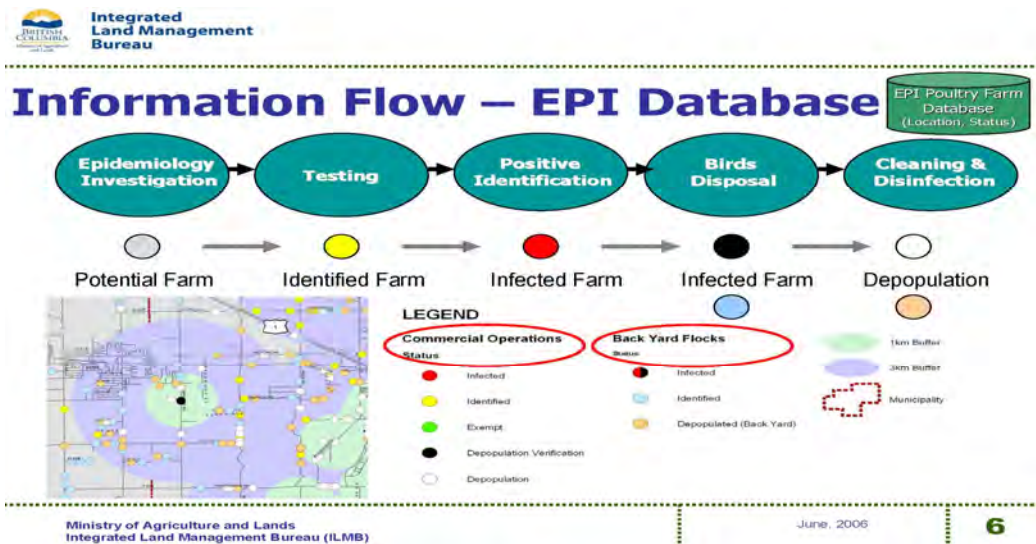 BRITISH
COLUMBIA
Integrated
Land Management
Bureau
Information Flow – EPI Database
EPI Poultry Farm
Database
(Location, Status)
Epidemiology
Investigation
Testing
Positive
Identification
Birds
Disposal
Cleaning &
Disinfection
Potential Farm
Identified Farm
Infected Farm
Infected Farm
Depopulation
LEGEND
Commercial Operations
Status
Infected
Identified
Exempt
Depopulation Verification
Depopulation
Back Yard Flocks
Status
Infected
Identified
Depopulated (Back Yard)
1km Buffer
3km Buffer
Municipality
1
Ministry of Agriculture and Lands
Integrated Land Management Bureau (ILMB)
June, 2006
6